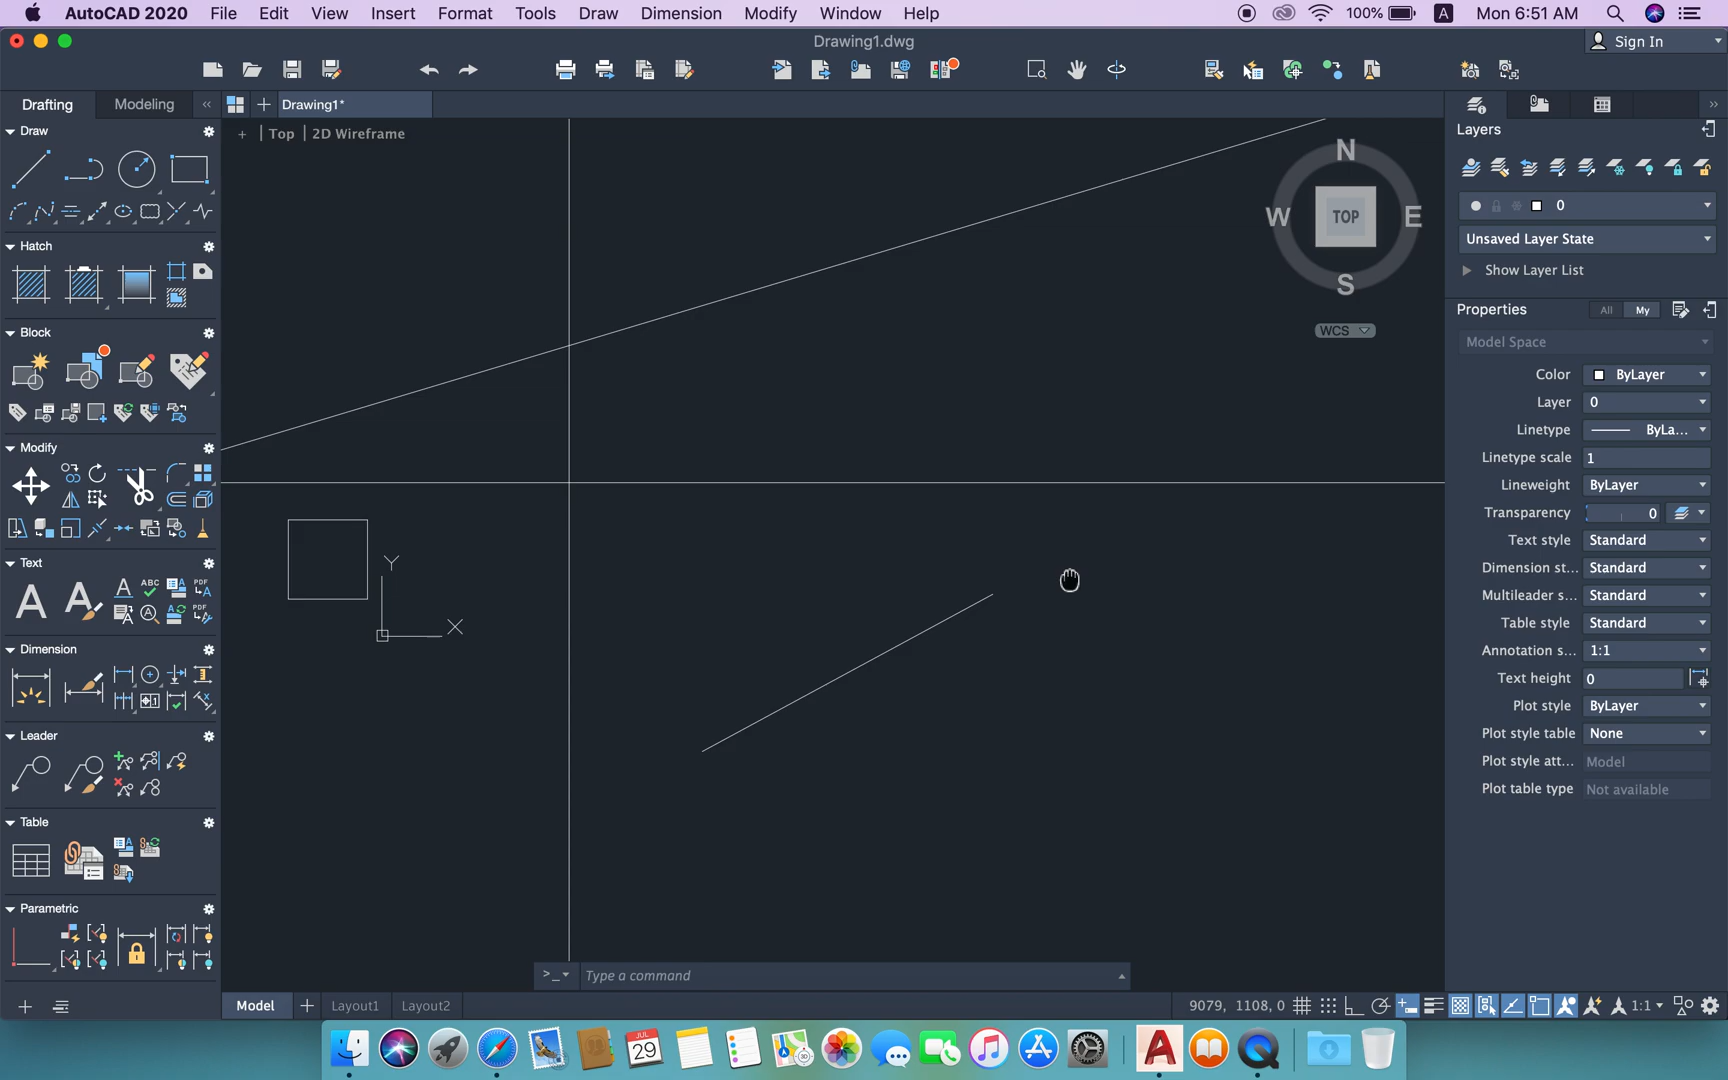 AutoCAD 2020 File Edit View Insert Format Tools Draw Dimension Modify Window Help 100% A Mon 6:51 AM
Drawing1.dwg
Sign In
Drafting Modeling Drawing1*
Draw
+ | Top | 2D Wireframe
Hatch
Block
Modify
Text
A
ABC
PDF
PDF
Dimension
Leader
Table
Parametric
N
W TOP E
S
WCS
Y
X
Layers
0
Unsaved Layer State
Show Layer List
Properties All My
Model Space
Color ByLayer
Layer 0
Linetype ByLa...
Linetype scale 1
Lineweight ByLayer
Transparency 0
Text style Standard
Dimension st... Standard
Multileader s... Standard
Table style Standard
Annotation s... 1:1
Text height 0
Plot style ByLayer
Plot style table None
Plot style att... Model
Plot table type Not available
>_ Type a command
Model Layout1 Layout2 9079, 1108, 0 1:1
JUL
29